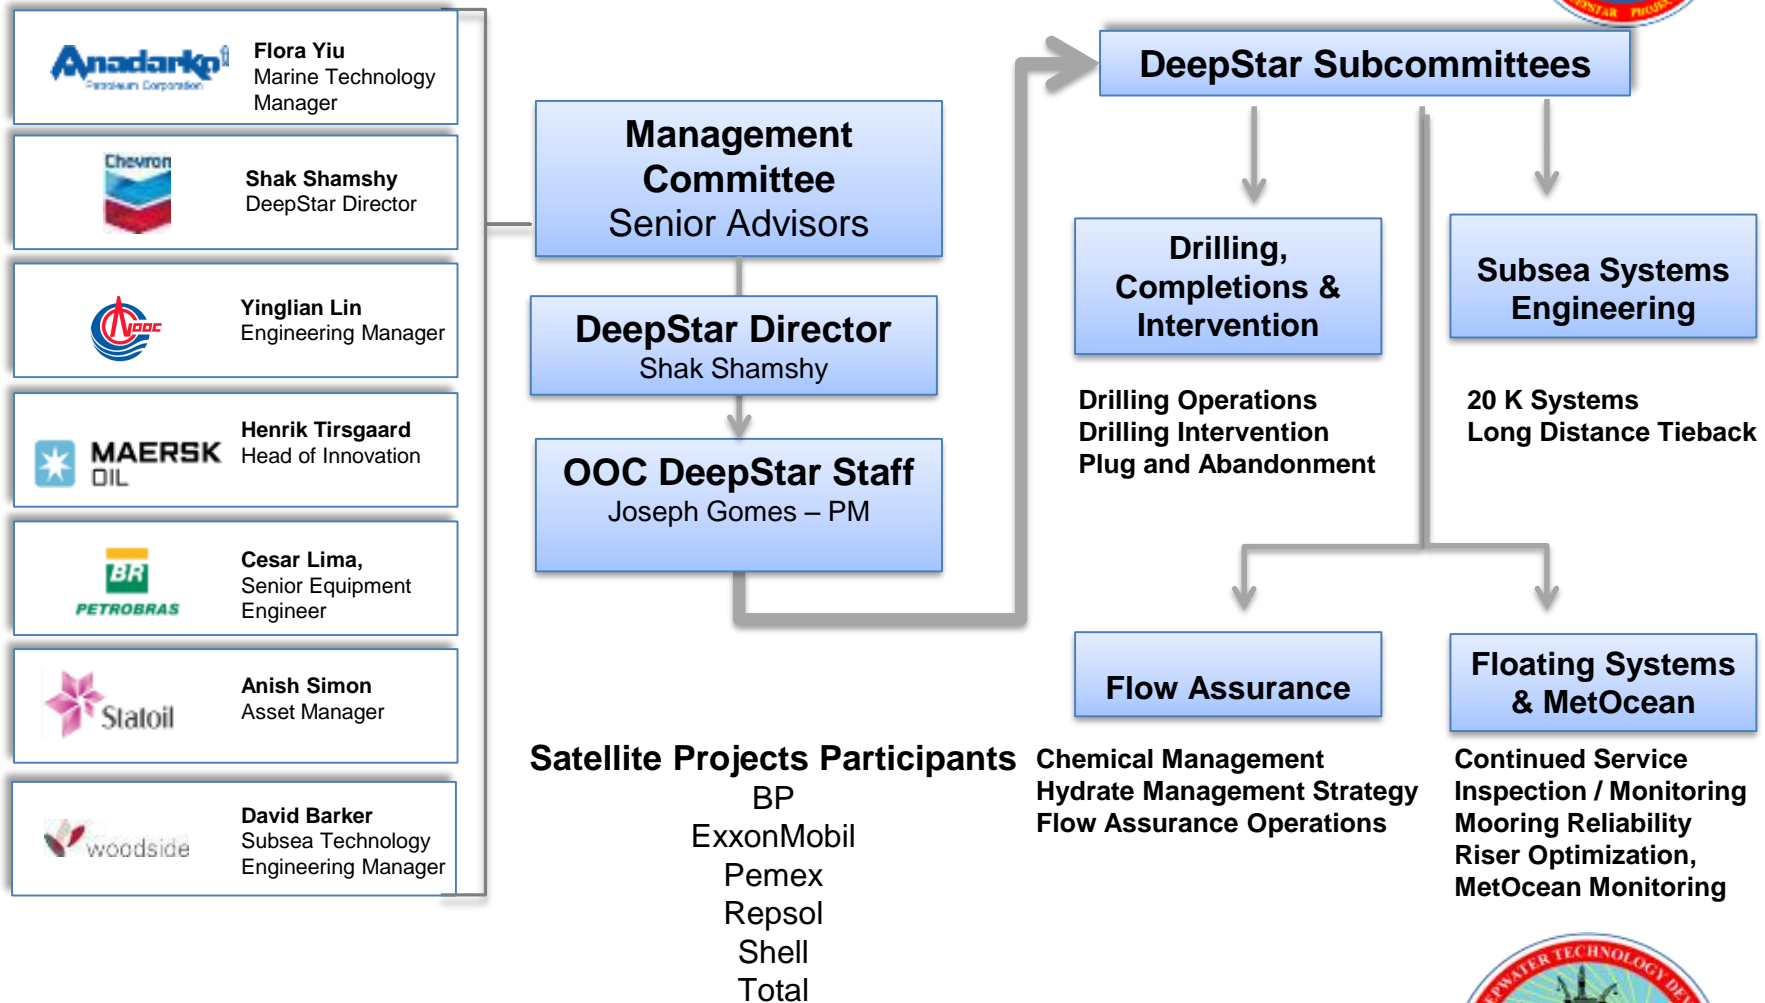 Anadarko
Petroleum Corporation
Flora Yiu
Marine Technology
Manager
Chevron
Shak Shamshy
DeepStar Director
NOOC
Yinglian Lin
Engineering Manager
MAERSK
OIL
Henrik Tirsgaard
Head of Innovation
BR
PETROBRAS
Cesar Lima,
Senior Equipment
Engineer
Statoil
Anish Simon
Asset Manager
woodside
David Barker
Subsea Technology
Engineering Manager
Management
Committee
Senior Advisors
DeepStar Director
Shak Shamshy
OOC DeepStar Staff
Joseph Gomes – PM
Satellite Projects Participants
BP
ExxonMobil
Pemex
Repsol
Shell
Total
DeepStar Subcommittees
Drilling,
Completions &
Intervention
Drilling Operations
Drilling Intervention
Plug and Abandonment
Subsea Systems
Engineering
20 K Systems
Long Distance Tieback
Flow Assurance
Chemical Management
Hydrate Management Strategy
Flow Assurance Operations
Floating Systems
& MetOcean
Continued Service
Inspection / Monitoring
Mooring Reliability
Riser Optimization,
MetOcean Monitoring
TECHNOLOGY